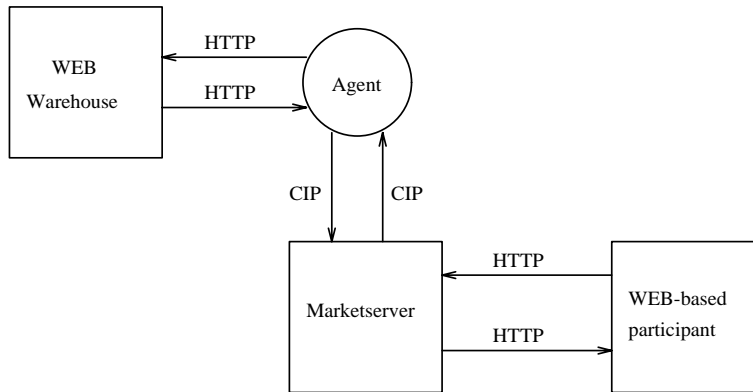 HTTP
WEB
Warehouse
HTTP
Agent
CIP
CIP
Marketserver
HTTP
HTTP
WEB-based
participant